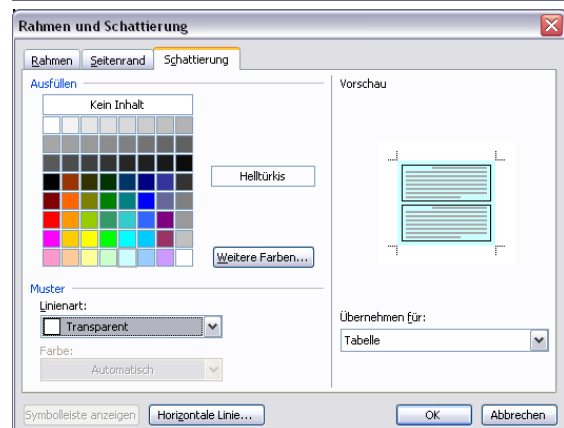 Rahmen und Schattierung
Rahmen
Seitenrand
Schattierung
Ausfüllen
Kein Inhalt
Helltürkis
Weitere Farben...
Muster
Linienart:
Transparent
Farbe:
Automatisch
Vorschau
Übernehmen für:
Tabelle
Symbolleiste anzeigen
Horizontale Linie...
OK
Abbrechen